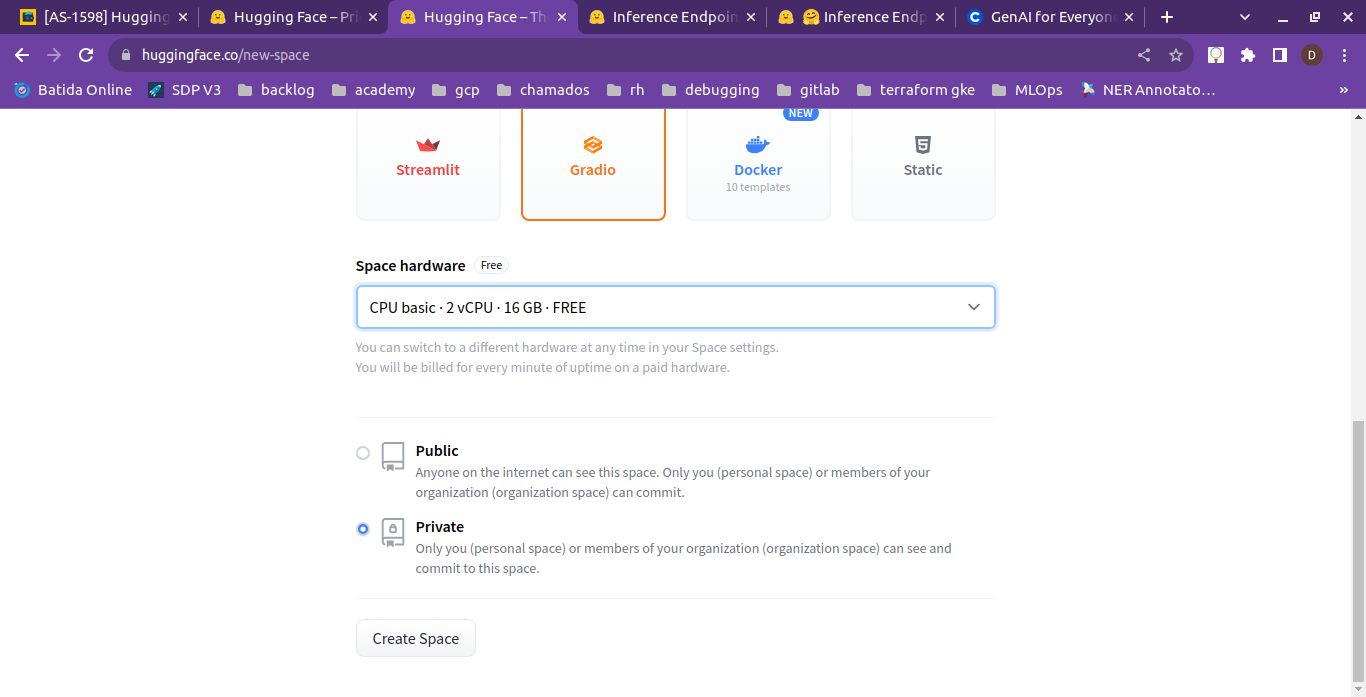 [AS-1598] Hugging
Hugging Face – Pri
Hugging Face – Th
Inference Endpoin
🤗 Inference Endp
GenAI for Everyon
huggingface.co/new-space
D
Batida Online
SDP V3
backlog
academy
gcp
chamados
rh
debugging
gitlab
terraform gke
MLOps
NER Annotato…
»
NEW
Streamlit
Gradio
Docker
10 templates
Static
Space hardware Free
CPU basic · 2 vCPU · 16 GB · FREE
You can switch to a different hardware at any time in your Space settings.
You will be billed for every minute of uptime on a paid hardware.
Public
Anyone on the internet can see this space. Only you (personal space) or members of your
organization (organization space) can commit.
Private
Only you (personal space) or members of your organization (organization space) can see and
commit to this space.
Create Space